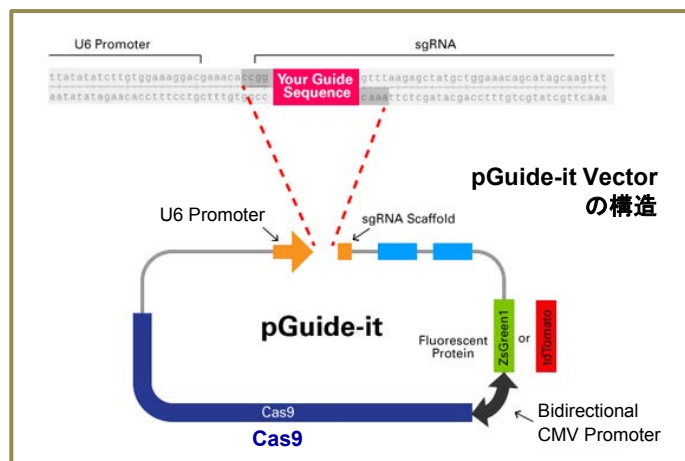 U6 Promoter
sgRNA
ttatatatcttgtggaaaggacgaaacaccgg
Your Guide Sequence
gtttaagagctatgctggaaacagcatagcaagttt
aatatatagaacacctttcctgctttgtggcc
caaattctcgatacgacctttgtcgtatcgttcaaa
pGuide-it Vector
の構造
U6 Promoter
sgRNA Scaffold
pGuide-it
Fluorescent
Protein
ZsGreen1
or
tdTomato
Cas9
Cas9
Bidirectional
CMV Promoter